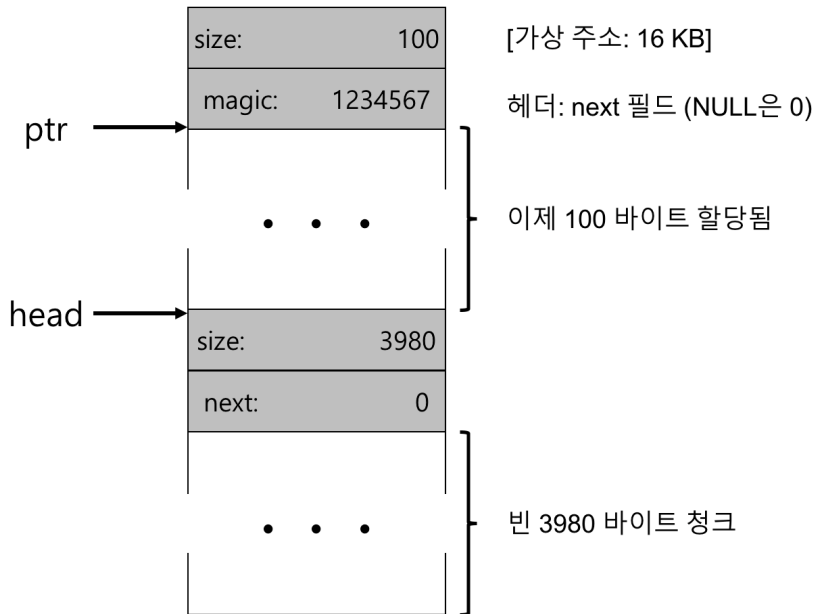 size: 100
[가상 주소: 16 KB]
magic: 1234567
헤더: next 필드 (NULL은 0)
ptr
이제 100 바이트 할당됨
head
size: 3980
next: 0
빈 3980 바이트 청크